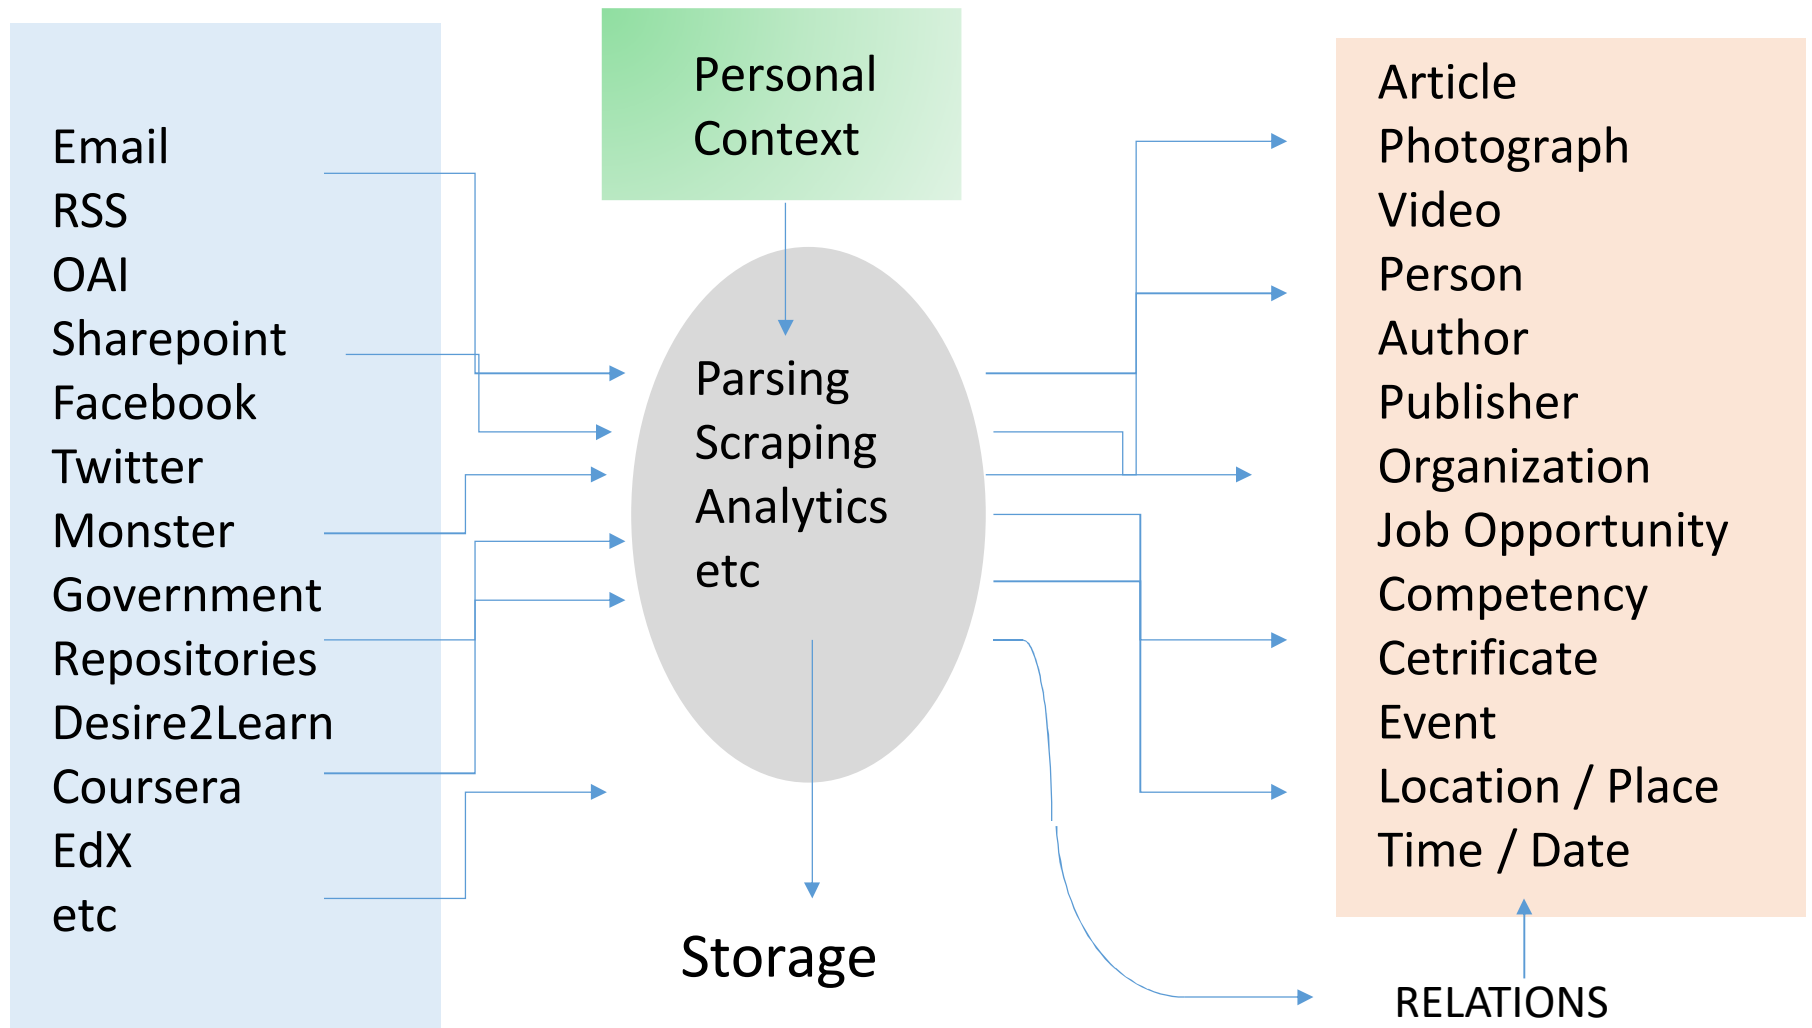 Email
RSS
OAI
Sharepoint
Facebook
Twitter
Monster
Government
Repositories
Desire2Learn
Coursera
EdX
etc
Personal
Context
Parsing
Scraping
Analytics
etc
Storage
Article
Photograph
Video
Person
Author
Publisher
Organization
Job Opportunity
Competency
Cetrificate
Event
Location / Place
Time / Date
RELATIONS